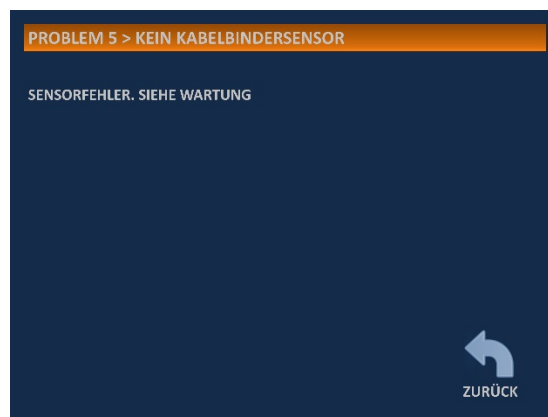 PROBLEM 5 > KEIN KABELBINDERSENSOR
SENSORFEHLER. SIEHE WARTUNG
ZURÜCK